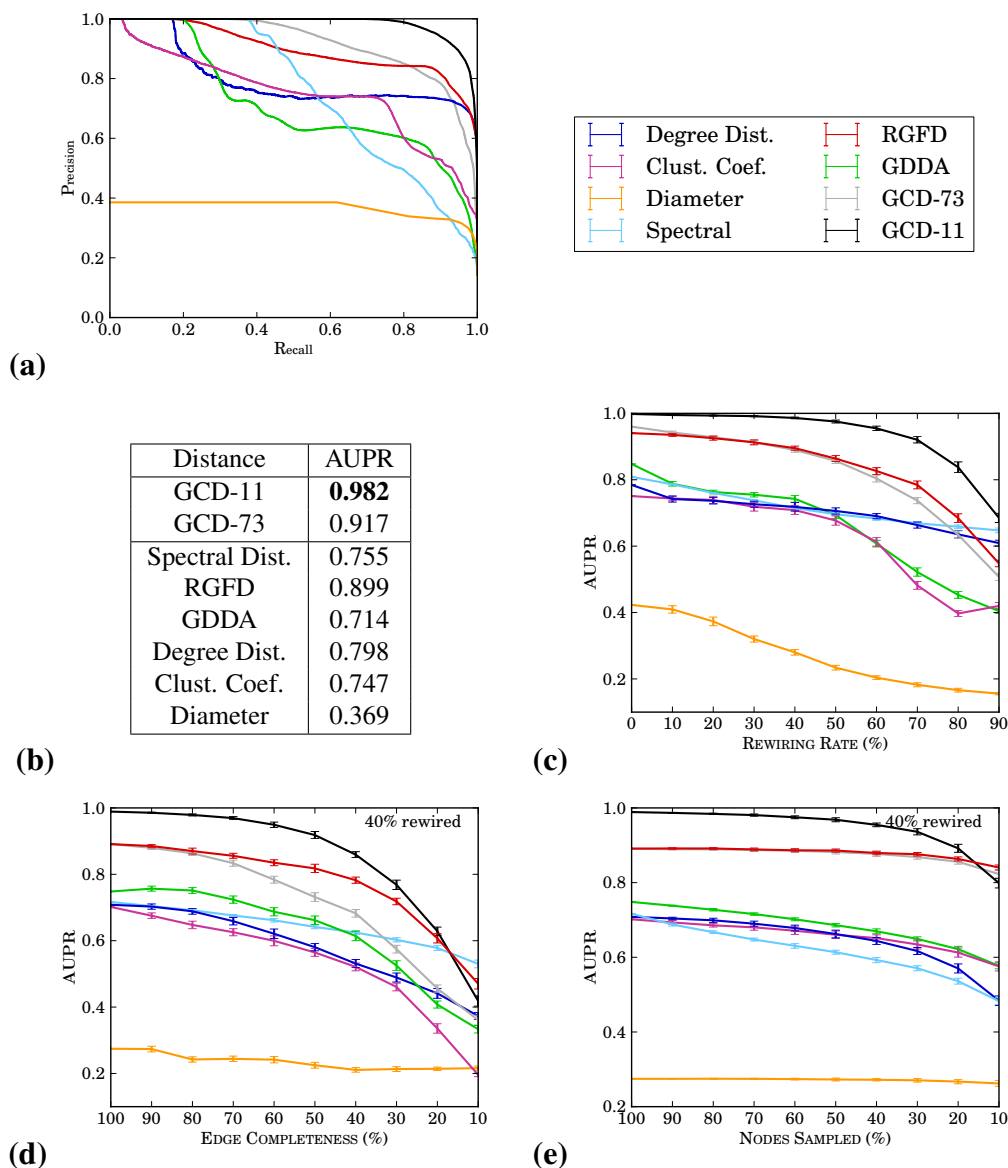 1.0
0.8
0.6
0.4
0.2
0.0
Precision
0.0 0.2 0.4 0.6 0.8 1.0
Recall
(a)
Degree Dist.
Clust. Coef.
Diameter
Spectral
RGFD
GDDA
GCD-73
GCD-11
Distance AUPR
GCD-11 0.982
GCD-73 0.917
Spectral Dist. 0.755
RGFD 0.899
GDDA 0.714
Degree Dist. 0.798
Clust. Coef. 0.747
Diameter 0.369
(b)
1.0
0.8
0.6
0.4
0.2
AUPR
0 10 20 30 40 50 60 70 80 90
Rewiring Rate (%)
(c)
40% rewired
1.0
0.8
0.6
0.4
0.2
AUPR
100 90 80 70 60 50 40 30 20 10
Edge Completeness (%)
(d)
40% rewired
1.0
0.8
0.6
0.4
0.2
AUPR
100 90 80 70 60 50 40 30 20 10
Nodes Sampled (%)
(e)